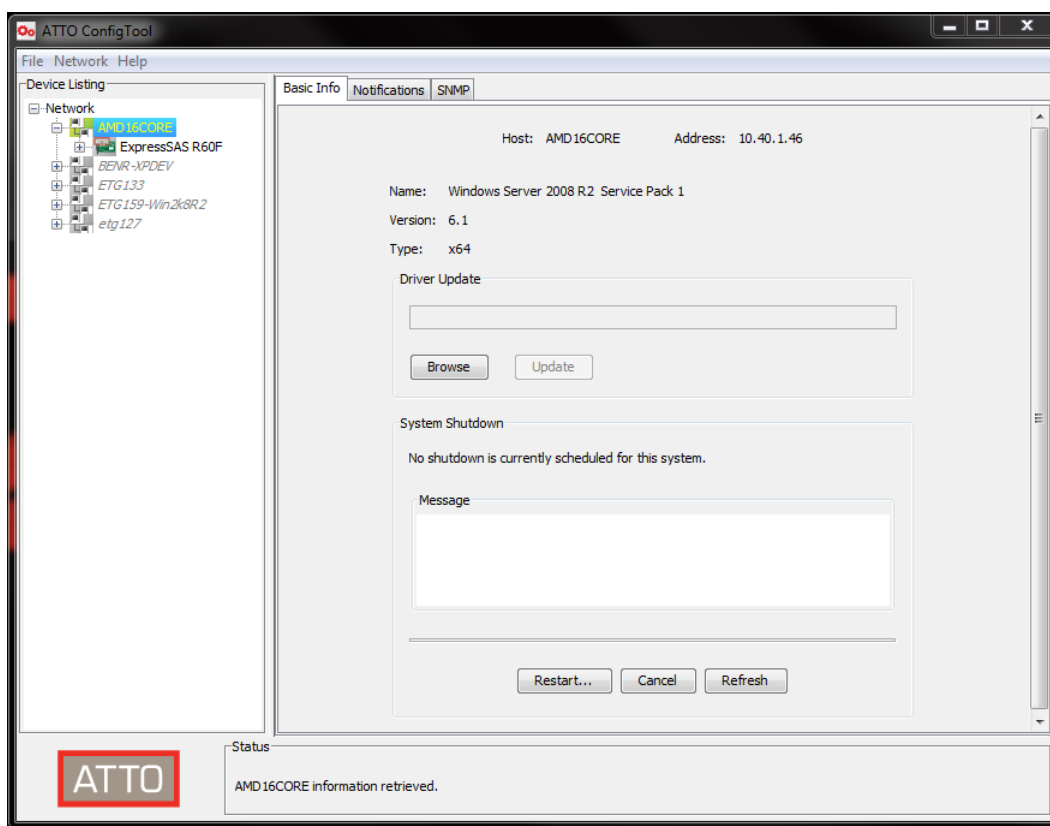 ATTO ConfigTool
File Network Help
Device Listing
Network
AMD16CORE
ExpressSAS R60F
BENR-XPDEV
ETG133
ETG159-Win2k8R2
etg127
Basic Info
Notifications
SNMP
Host: AMD16CORE Address: 10.40.1.46
Name: Windows Server 2008 R2 Service Pack 1
Version: 6.1
Type: x64
Driver Update
Browse
Update
System Shutdown
No shutdown is currently scheduled for this system.
Message
Restart...
Cancel
Refresh
ATTO
Status
AMD16CORE information retrieved.